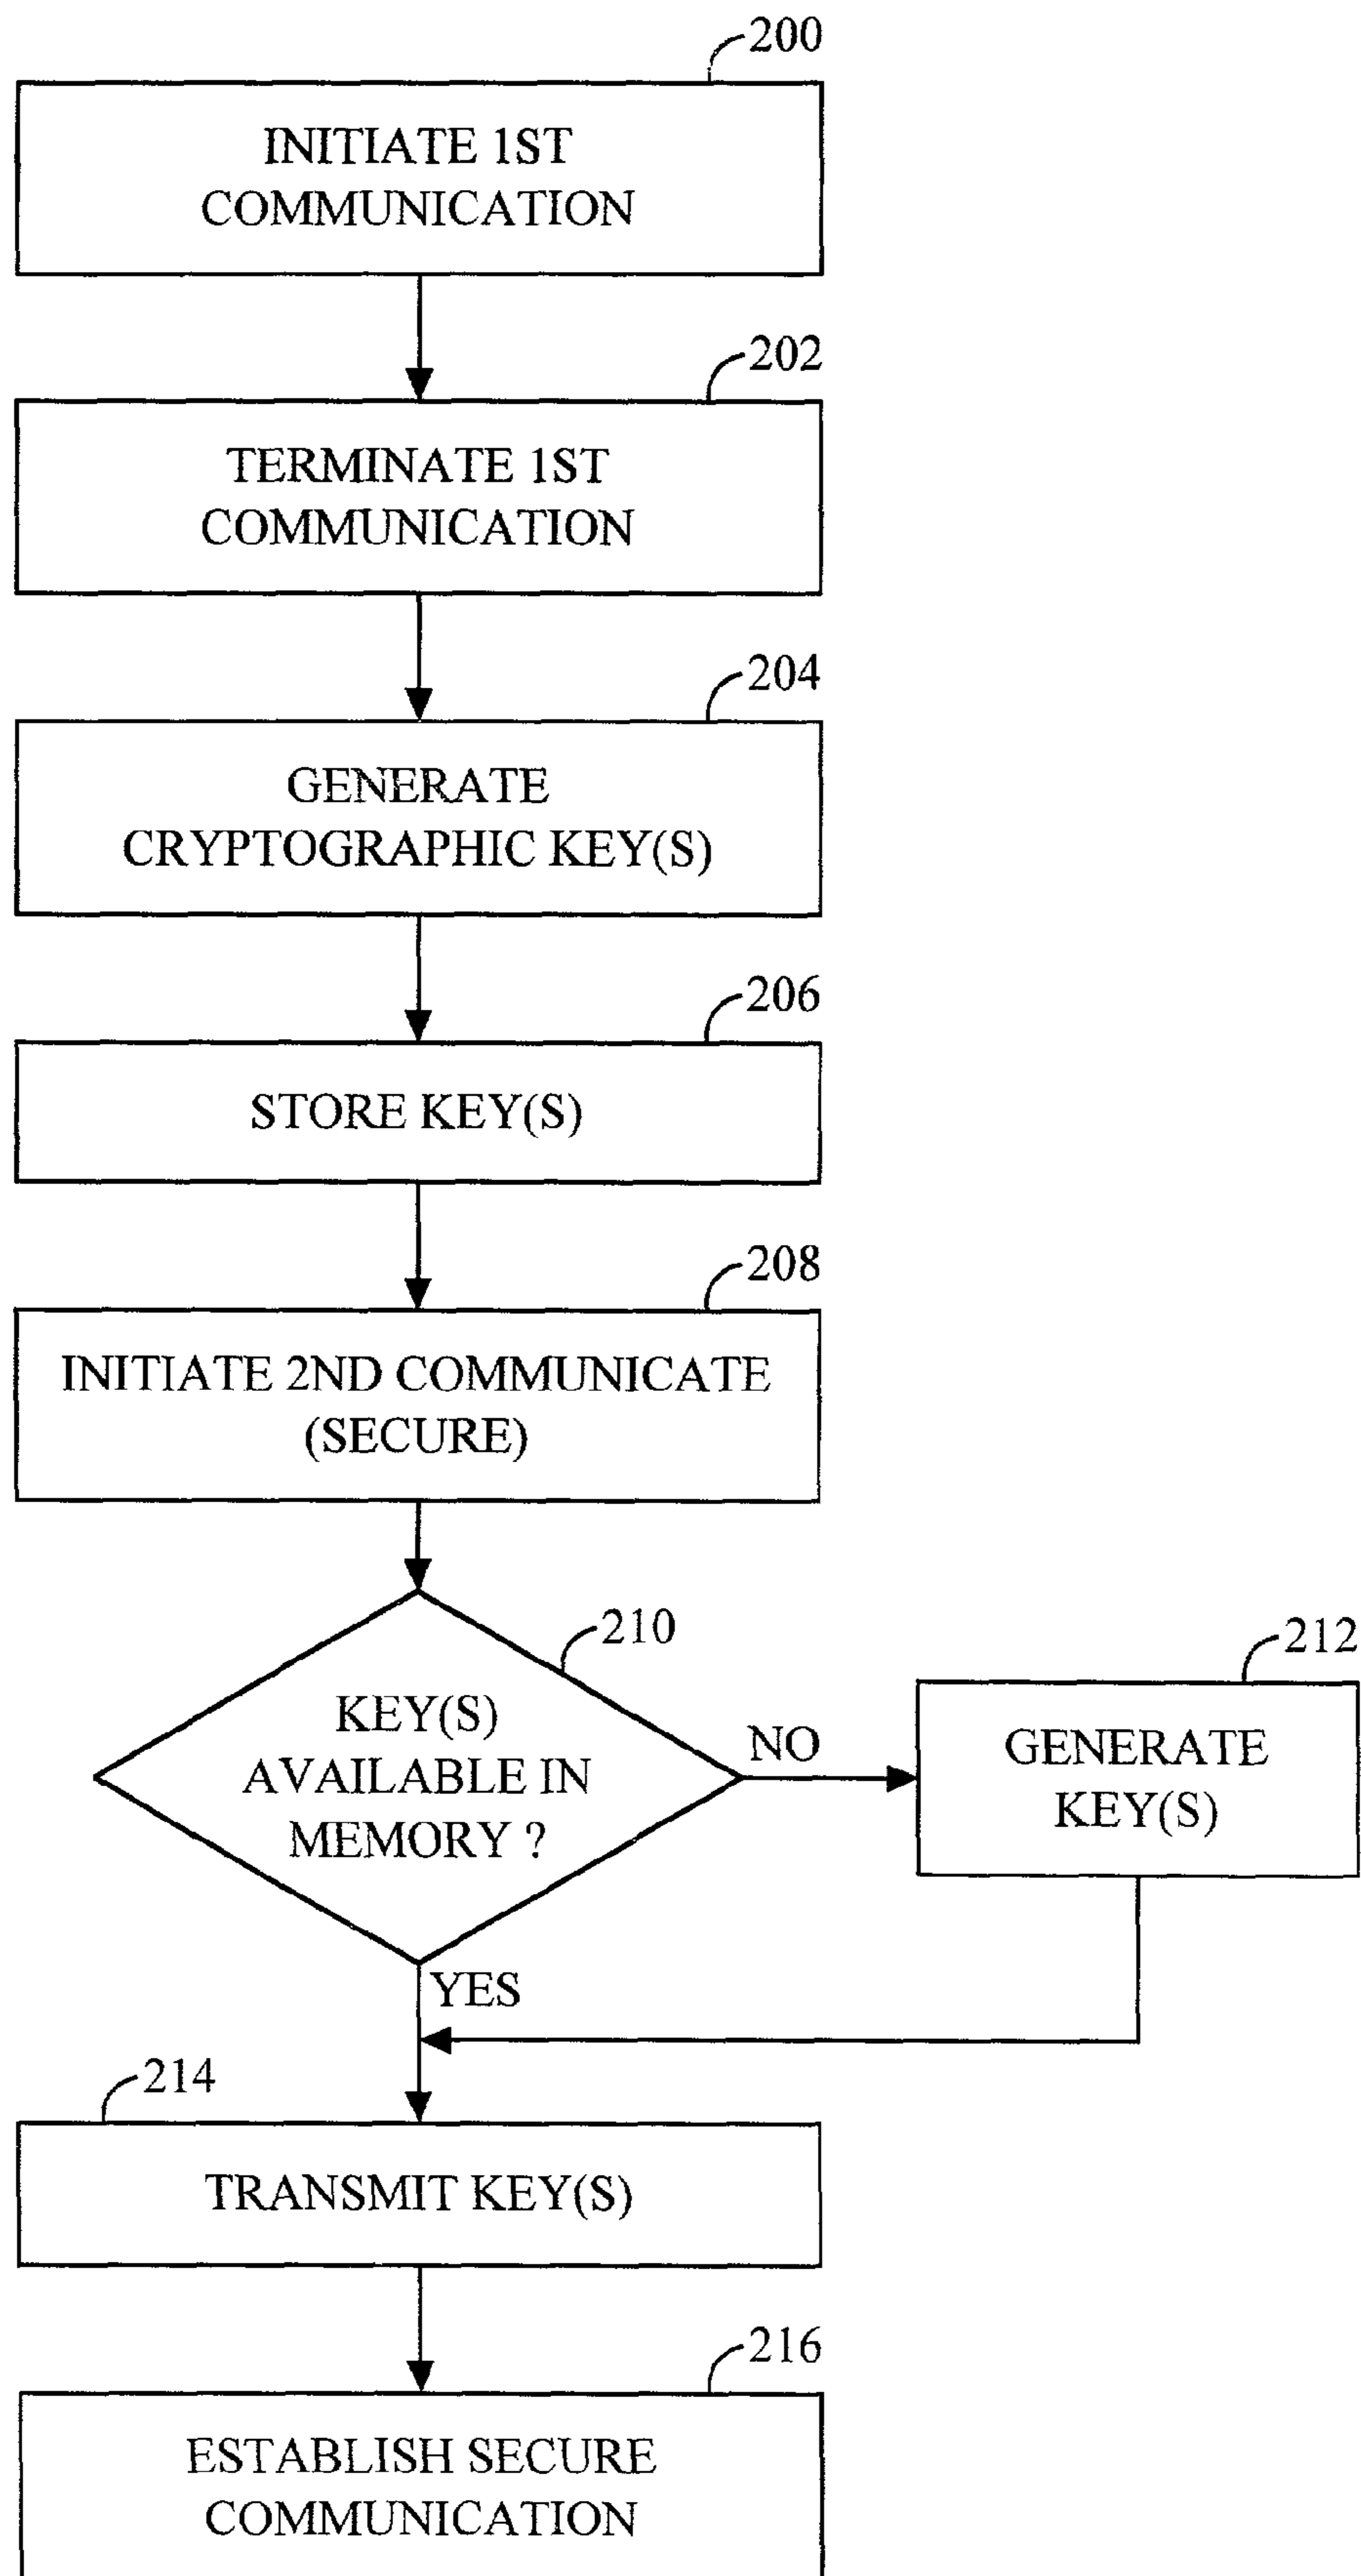 200
INITIATE 1ST
COMMUNICATION
202
TERMINATE 1ST
COMMUNICATION
204
GENERATE
CRYPTOGRAPHIC KEY(S)
206
STORE KEY(S)
208
INITIATE 2ND COMMUNICATE
(SECURE)
210
KEY(S)
AVAILABLE IN
MEMORY ?
NO
212
GENERATE
KEY(S)
YES
214
TRANSMIT KEY(S)
216
ESTABLISH SECURE
COMMUNICATION